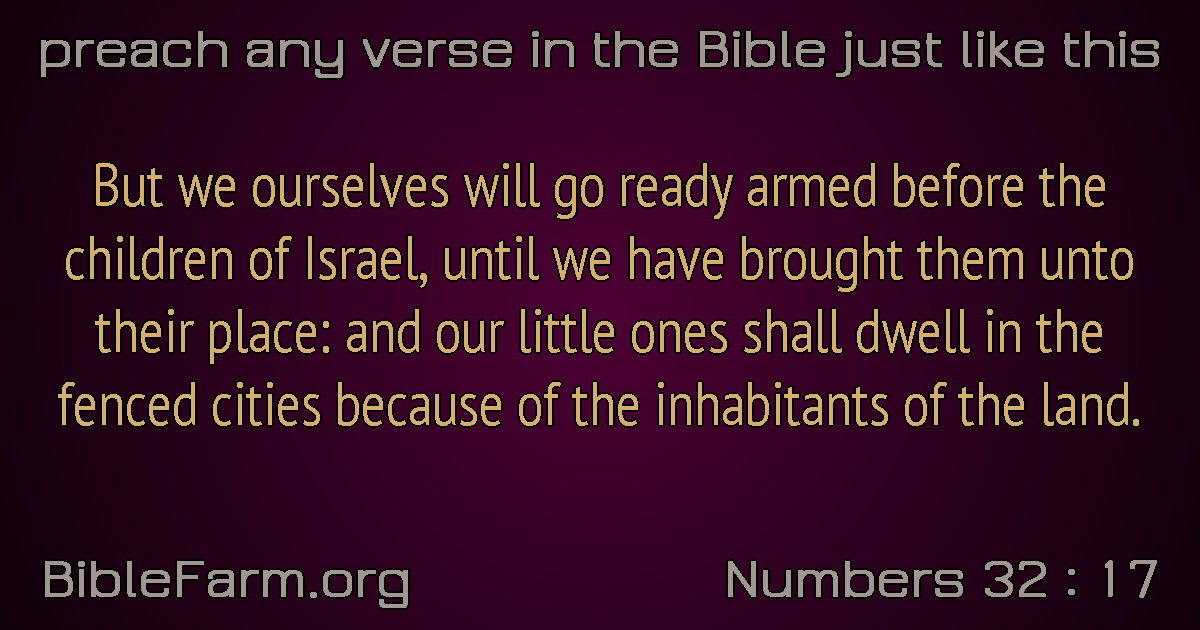 preach any verse in the Bible just like this
But we ourselves will go ready armed before the
children of Israel, until we have brought them unto
their place: and our little ones shall dwell in the
fenced cities because of the inhabitants of the land.
BibleFarm.org
Numbers 32 : 17